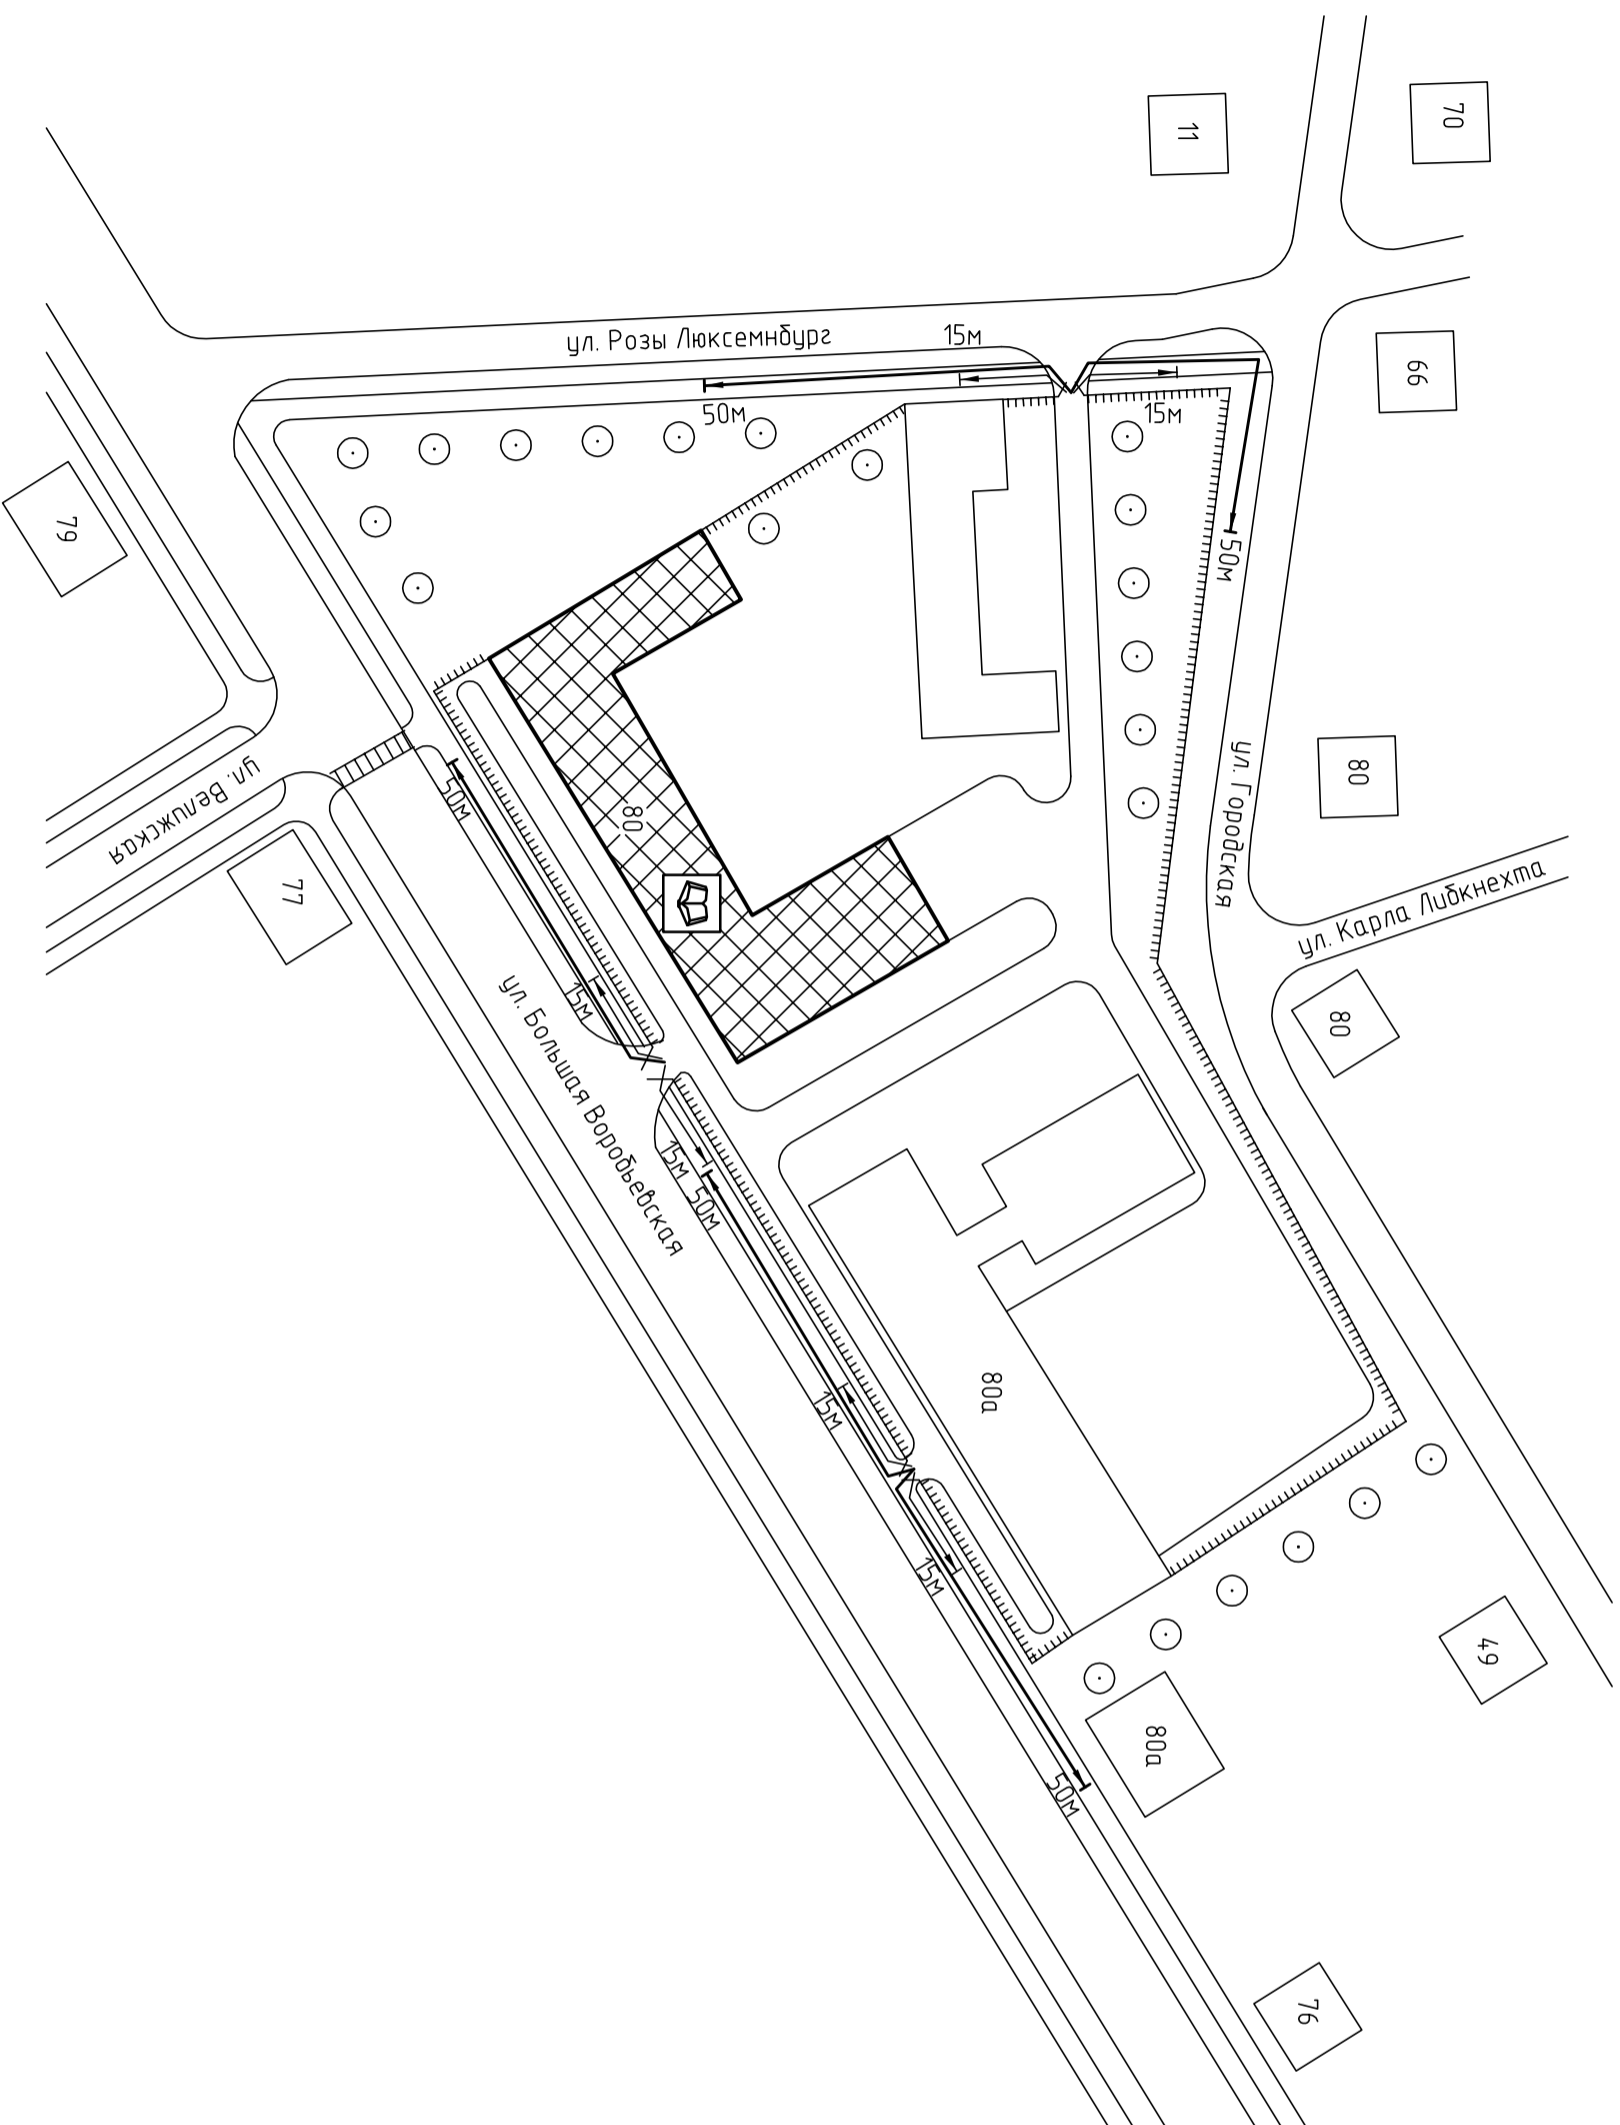 11
70
ул. Розы Люксемнбург
15м
66
50м
15м
79
50м
ул. Городская
80
ул. Велижская
50м
80
ул. Карла Либкнехта
77
15м
80
ул. Большая Воробьевская
15м
50м
80а
15м
15м
49
80а
50м
76